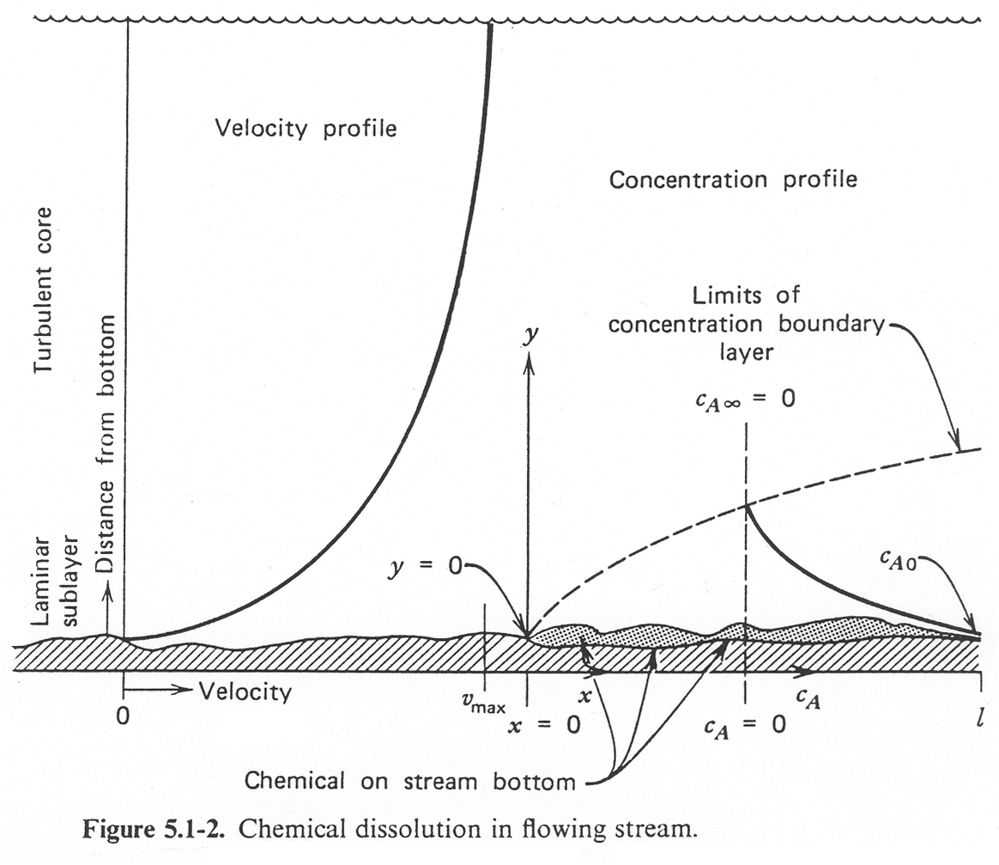 Velocity profile
Concentration profile
Turbulent core
Distance from bottom
Laminar
sublayer
Limits of
concentration boundary
layer
y
c_A∞ = 0
y = 0
c_A0
Velocity
0
v_max
x
x = 0
c_A = 0
c_A
l
Chemical on stream bottom
Figure 5.1-2. Chemical dissolution in flowing stream.